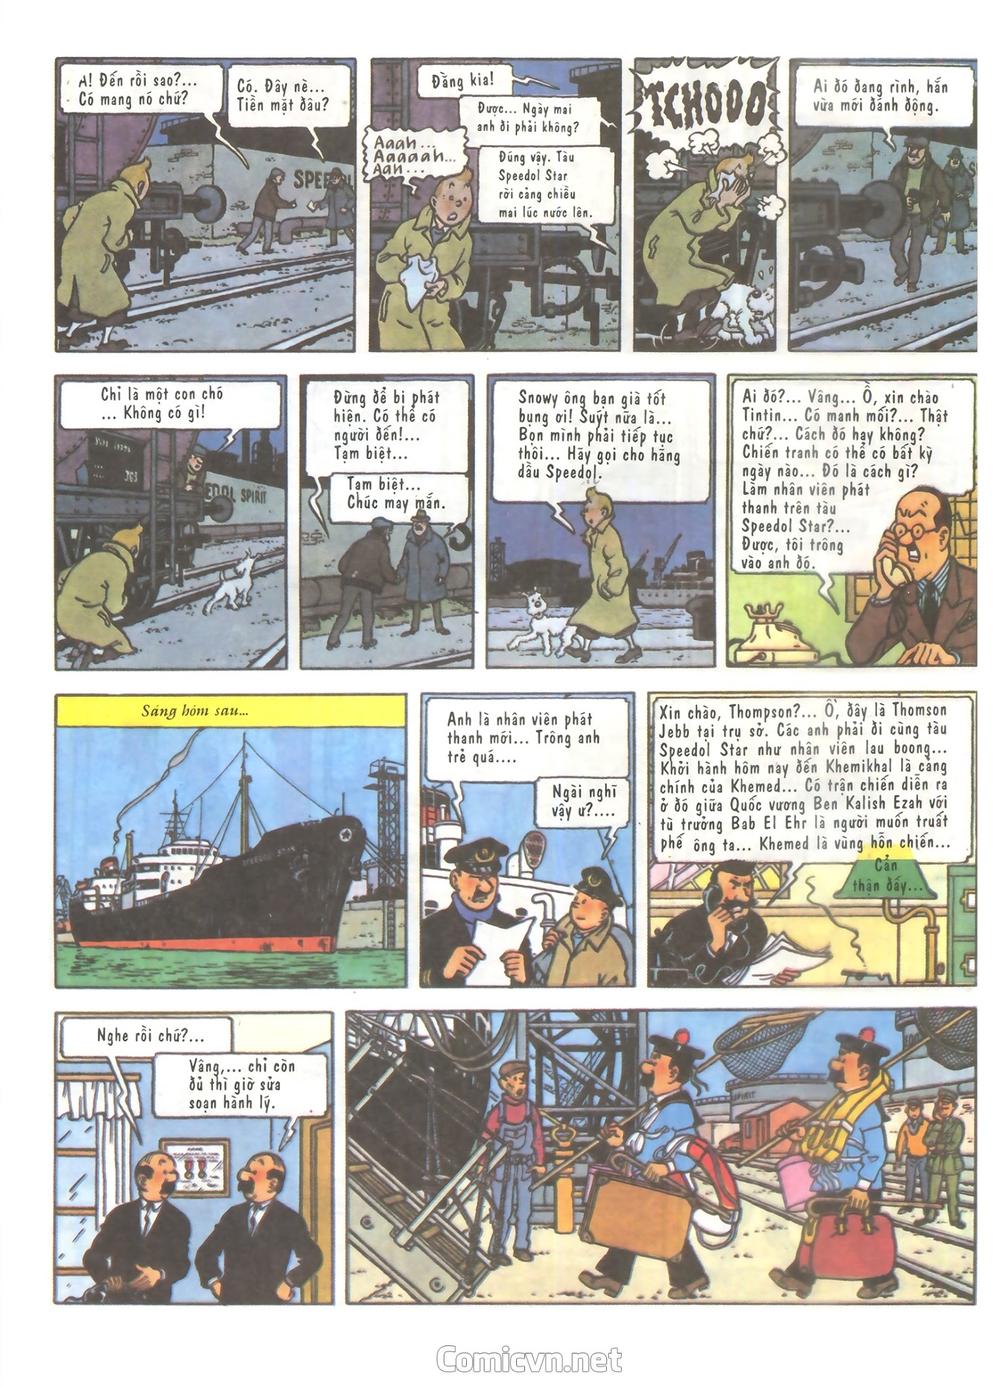 A! Đến rồi sao?...
Có mang nó chứ?
Có. Đây nè...
Tiền mặt đâu?
SPEEDOL
Đằng kia!
Được... Ngày mai
anh đi phải không?
Aaah...
Aaaaah...
Aah...
Đúng vậy. Tàu
Speedol Star
rời cảng chiều
mai lúc nước lên.
TCHOOO
Ai đó đang rình, hắn
vừa mới đánh động.
Chỉ là một con chó
... Không có gì!
SPEEDOL SPIRIT
Đừng để bị phát
hiện. Có thể có
người đến!...
Tạm biệt...
Tạm biệt...
Chúc may mắn.
Snowy ông bạn già tốt
bụng ơi! Suýt nữa là...
Bọn mình phải tiếp tục
thôi... Hãy gọi cho hãng
dầu Speedol.
Ai đó?... Vâng... Ồ, xin chào
Tintin... Có manh mối?... Thật
chứ?... Cách đó hay không?
Chiến tranh có thể có bất kỳ
ngày nào... Đó là cách gì?
Làm nhân viên phát
thanh trên tàu
Speedol Star?...
Được, tôi trông
vào anh đó.
Sáng hôm sau...
SPEEDOL STAR
Anh là nhân viên phát
thanh mới... Trông anh
trẻ quá....
Ngài nghĩ
vậy ư?....
Xin chào, Thompson?... Ồ, đây là Thomson
Jebb tại trụ sở. Các anh phải đi cùng tàu
Speedol Star như nhân viên lau boong...
Khởi hành hôm nay đến Khemikhal là cảng
chính của Khemed... Có trận chiến diễn ra
ở đó giữa Quốc vương Ben Kalish Ezah với
tù trưởng Bab El Ehr là người muốn truất
phế ông ta... Khemed là vùng hỗn chiến...
Cẩn
thận đấy...
Nghe rồi chứ?...
Vâng,... chỉ còn
đủ thì giờ sửa
soạn hành lý.
SPIRIT
Comicvn.net